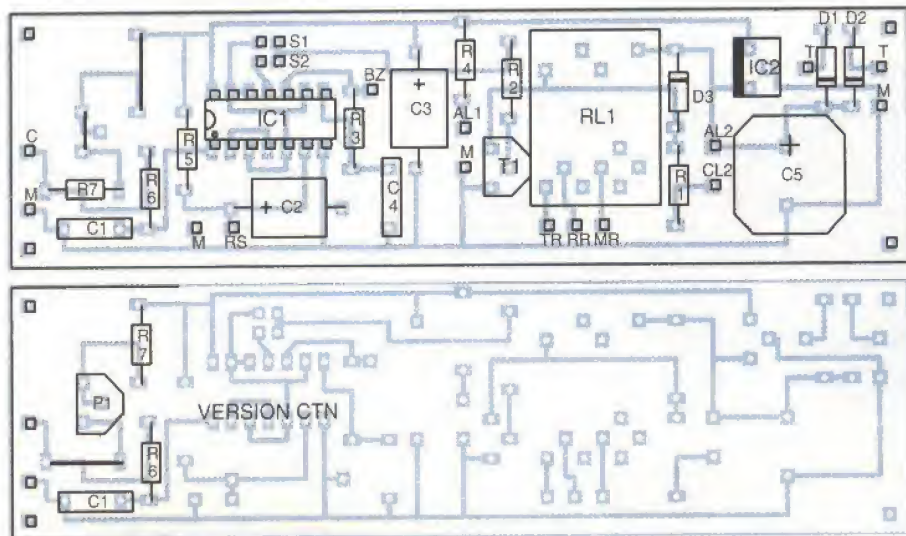 D1 D2
S1
S2
BZ
R4
R2
IC2
T
T
C
IC1
R3
C3
AL1
D3
M
R5
RL1
AL2
M
T1
R7
R6
C2
C4
R1
CL2
C5
M
C1
M
RS
TR RR MR
R7
P1
VERSION CTN
R6
C1